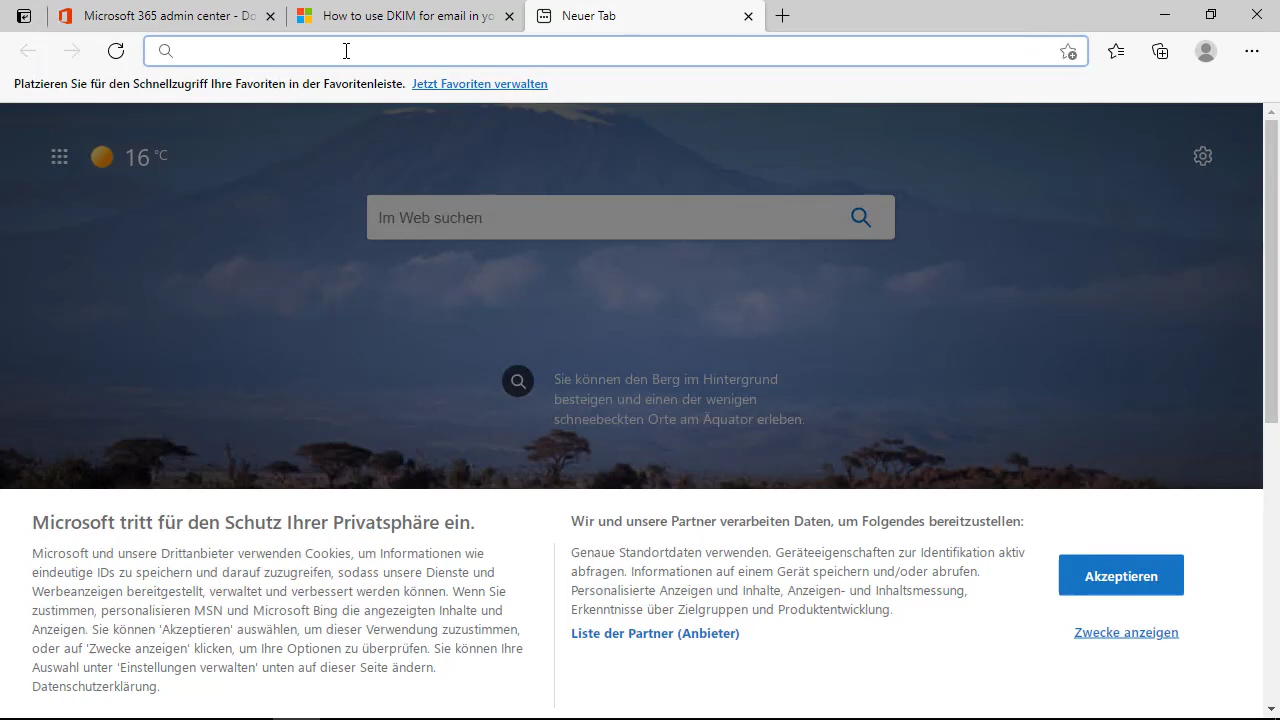 Microsoft 365 admin center - Do
How to use DKIM for email in yo
Neuer Tab
Platzieren Sie für den Schnellzugriff Ihre Favoriten in der Favoritenleiste. Jetzt Favoriten verwalten
16 °C
Im Web suchen
Sie können den Berg im Hintergrund
besteigen und einen der wenigen
schneebeckten Orte am Äquator erleben.
Microsoft tritt für den Schutz Ihrer Privatsphäre ein.
Microsoft und unsere Drittanbieter verwenden Cookies, um Informationen wie
eindeutige IDs zu speichern und darauf zuzugreifen, sodass unsere Dienste und
Werbeanzeigen bereitgestellt, verwaltet und verbessert werden können. Wenn Sie
zustimmen, personalisieren MSN und Microsoft Bing die angezeigten Inhalte und
Anzeigen. Sie können 'Akzeptieren' auswählen, um dieser Verwendung zuzustimmen,
oder auf 'Zwecke anzeigen' klicken, um Ihre Optionen zu überprüfen. Sie können Ihre
Auswahl unter 'Einstellungen verwalten' unten auf dieser Seite ändern.
Datenschutzerklärung.
Wir und unsere Partner verarbeiten Daten, um Folgendes bereitzustellen:
Genaue Standortdaten verwenden. Geräteeigenschaften zur Identifikation aktiv
abfragen. Informationen auf einem Gerät speichern und/oder abrufen.
Personalisierte Anzeigen und Inhalte, Anzeigen- und Inhaltsmessung,
Erkenntnisse über Zielgruppen und Produktentwicklung.
Liste der Partner (Anbieter)
Akzeptieren
Zwecke anzeigen